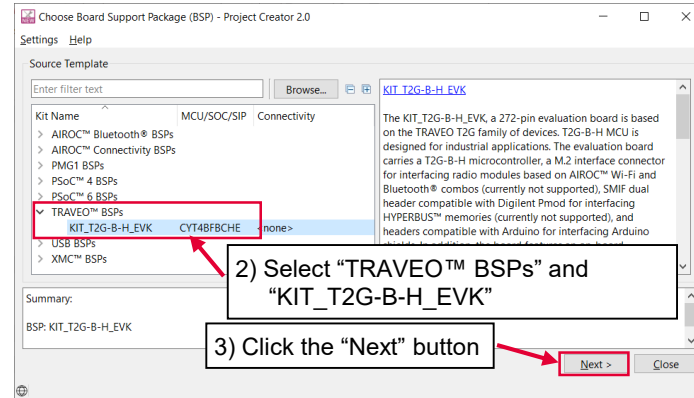 Choose Board Support Package (BSP) - Project Creator 2.0
Settings Help
Source Template
Enter filter text
Browse...
KIT_T2G-B-H_EVK
Kit Name MCU/SOC/SIP Connectivity
> AIROC™ Bluetooth® BSPs
> AIROC™ Connectivity BSPs
> PMG1 BSPs
> PSoC™ 4 BSPs
> PSoC™ 6 BSPs
TRAVEO™ BSPs
KIT_T2G-B-H_EVK CYT4BFBCHE <none>
> USB BSPs
> XMC™ BSPs
The KIT_T2G-B-H_EVK, a 272-pin evaluation board is based
on the TRAVEO T2G family of devices. T2G-B-H MCU is
designed for industrial applications. The evaluation board
carries a T2G-B-H microcontroller, a M.2 interface connector
for interfacing radio modules based on AIROC™ Wi-Fi and
Bluetooth® combos (currently not supported), SMIF dual
header compatible with Digilent Pmod for interfacing
HYPERBUS™ memories (currently not supported), and
headers compatible with Arduino for interfacing Arduino
2) Select “TRAVEO™ BSPs” and
“KIT_T2G-B-H_EVK”
Summary:
BSP: KIT_T2G-B-H_EVK
3) Click the “Next” button
Next >
Close